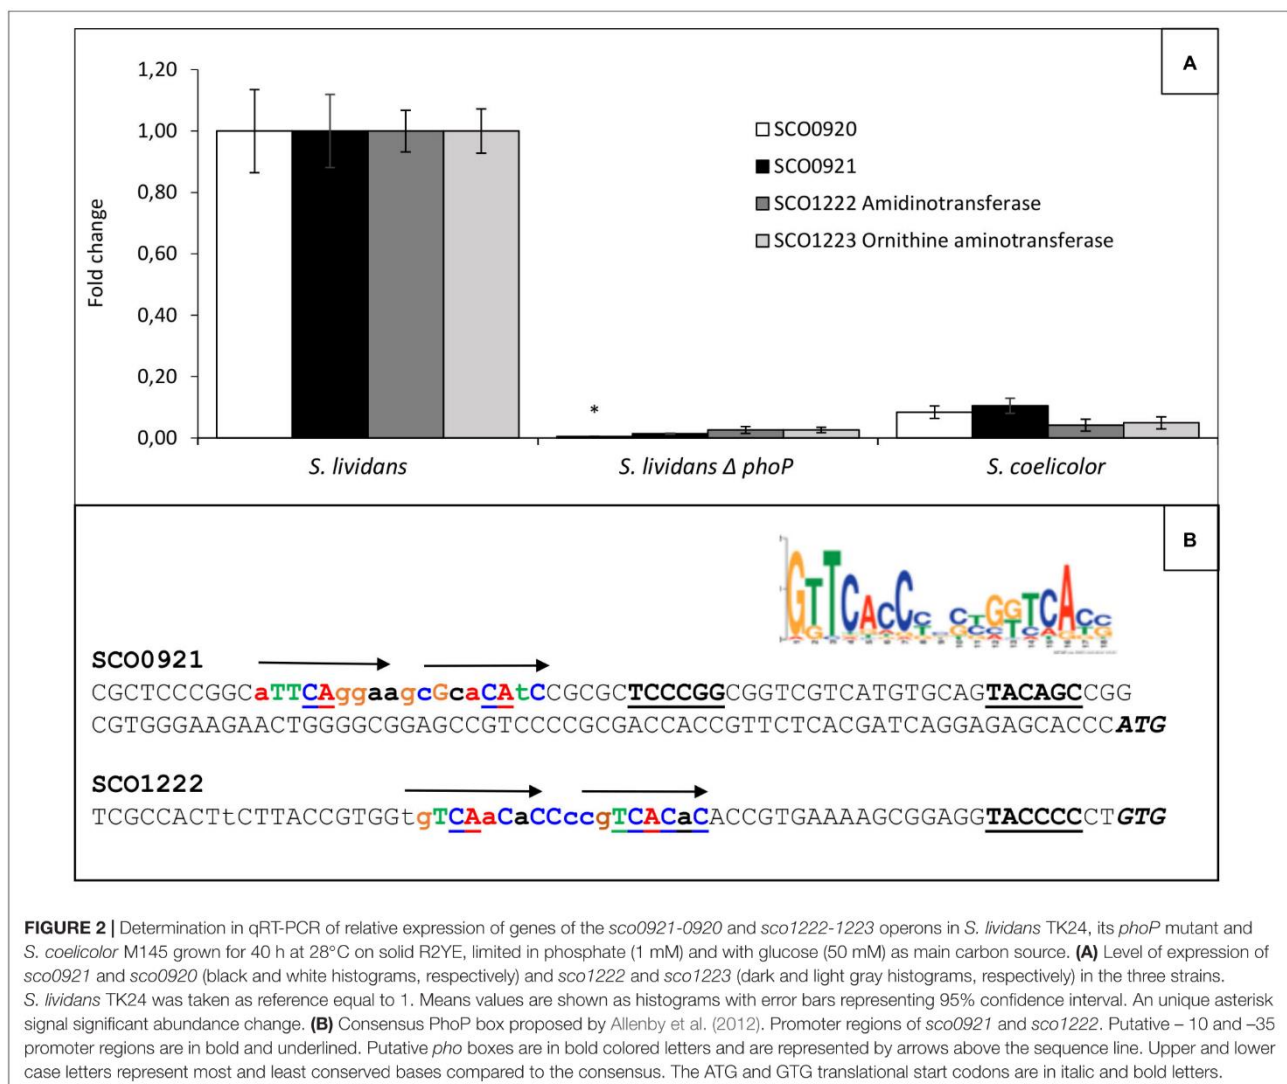 A
1,20
1,00
0,80
0,60
0,40
0,20
0,00
Fold change
SCO0920
SCO0921
SCO1222 Amidinotransferase
SCO1223 Ornithine aminotransferase
*
S. lividans
S. lividans Δ phoP
S. coelicolor
B
GTTCACCC CTGGTCACC
SCO0921
CGCTCCCGGCaTTCAggaagcGcaCAtCCGCGCTCCCGGCGGTCGTCATGTGCAGTACAGCCGG
CGTGGGAAGAACTGGGGCGGAGCCGTCCCCGCGACCACCGTTCTCACGATCAGGAGAGCACCCATG
SCO1222
TCGCCACTtCTTACCGTGGtgTCAaCaCCccgTCACaCACCGTGAAAAGCGGAGGTACCCCCTGTG
FIGURE 2 | Determination in qRT-PCR of relative expression of genes of the sco0921-0920 and sco1222-1223 operons in S. lividans TK24, its phoP mutant and
S. coelicolor M145 grown for 40 h at 28°C on solid R2YE, limited in phosphate (1 mM) and with glucose (50 mM) as main carbon source. (A) Level of expression of
sco0921 and sco0920 (black and white histograms, respectively) and sco1222 and sco1223 (dark and light gray histograms, respectively) in the three strains.
S. lividans TK24 was taken as reference equal to 1. Means values are shown as histograms with error bars representing 95% confidence interval. An unique asterisk
signal significant abundance change. (B) Consensus PhoP box proposed by Allenby et al. (2012). Promoter regions of sco0921 and sco1222. Putative – 10 and –35
promoter regions are in bold and underlined. Putative pho boxes are in bold colored letters and are represented by arrows above the sequence line. Upper and lower
case letters represent most and least conserved bases compared to the consensus. The ATG and GTG translational start codons are in italic and bold letters.